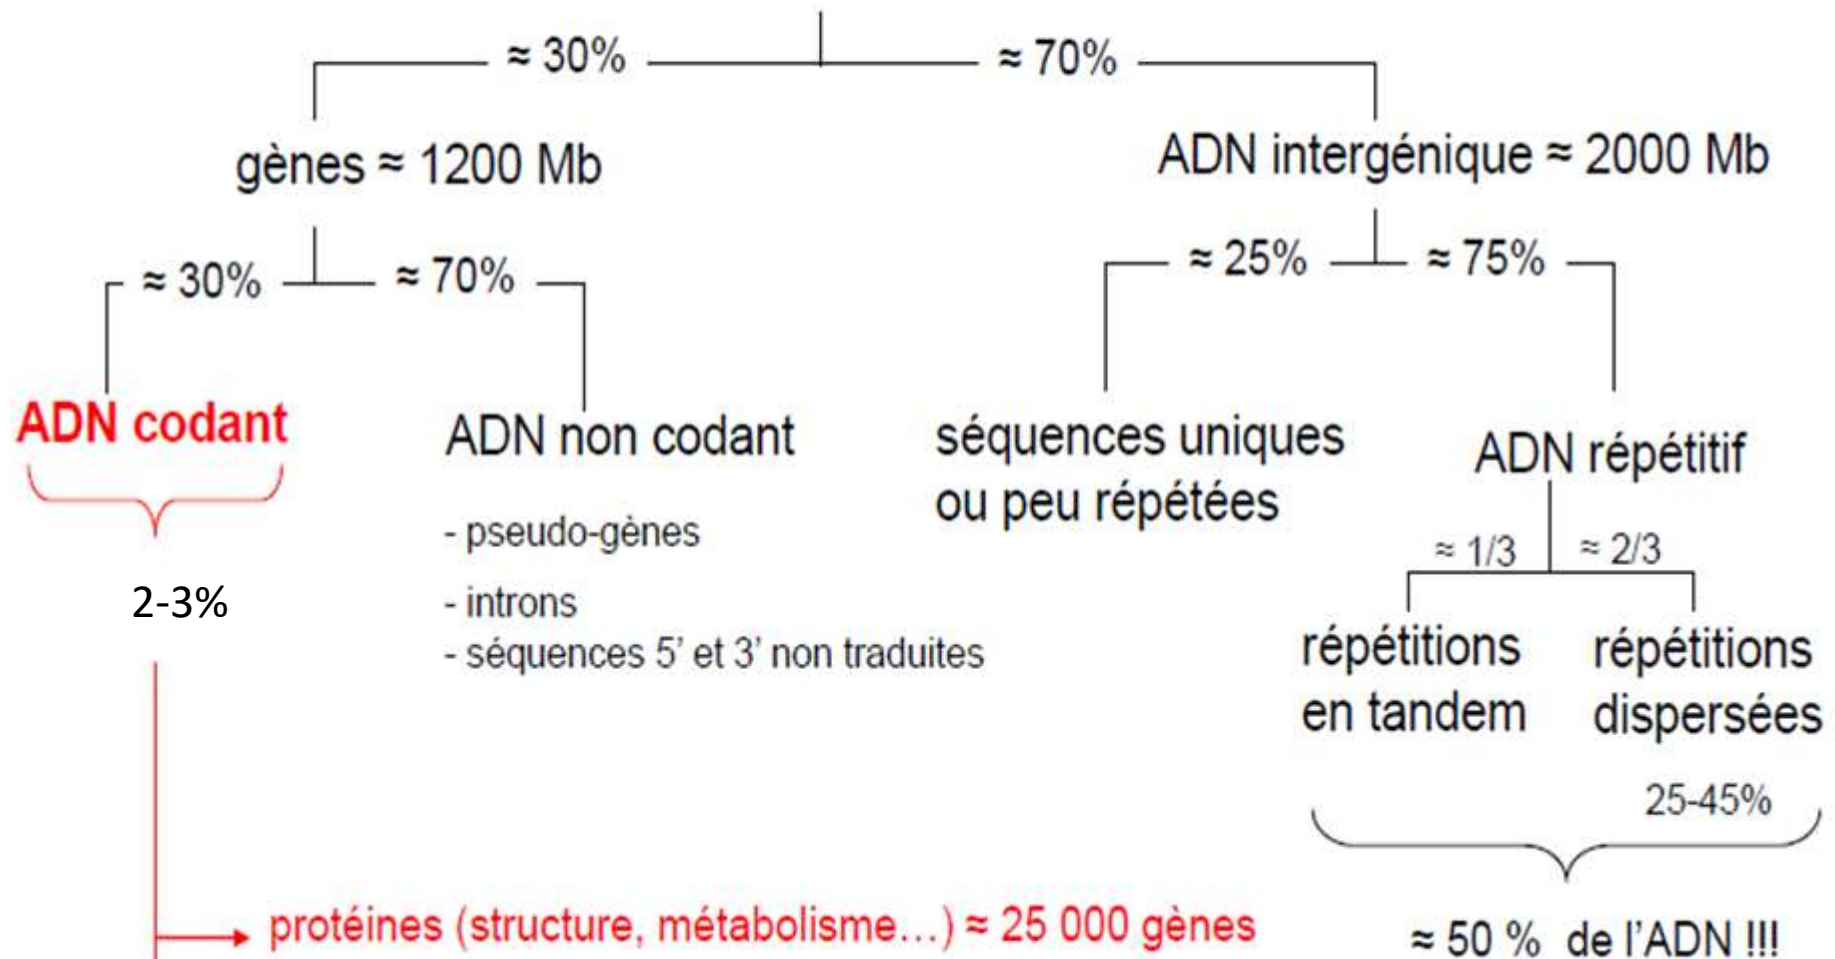 ≈ 30%
≈ 70%
gènes ≈ 1200 Mb
ADN intergénique ≈ 2000 Mb
≈ 30%
≈ 70%
≈ 25%
≈ 75%
ADN codant
2-3%
ADN non codant
- pseudo-gènes
- introns
- séquences 5’ et 3’ non traduites
séquences uniques
ou peu répétées
ADN répétitif
≈ 1/3
≈ 2/3
répétitions
en tandem
répétitions
dispersées
25-45%
protéines (structure, métabolisme…) ≈ 25 000 gènes
≈ 50 % de l’ADN !!!